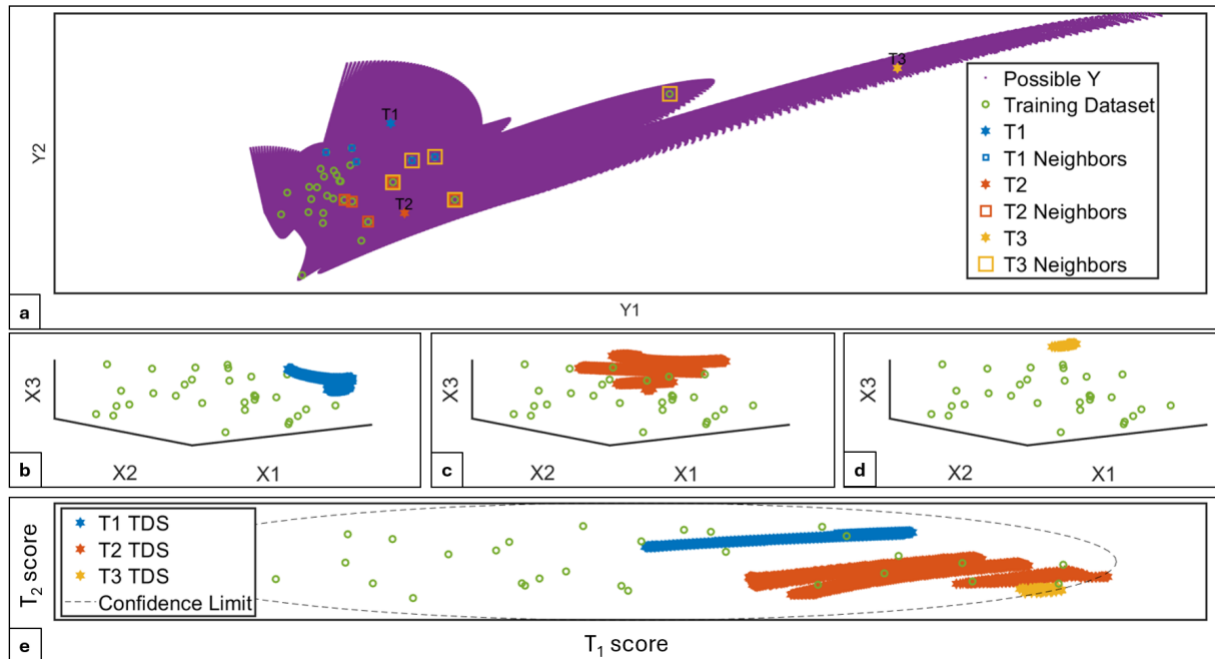 Y2
T1
T2
T3
Possible Y
Training Dataset
T1
T1 Neighbors
T2
T2 Neighbors
T3
T3 Neighbors
a
Y1
X3
b
X2
X1
X3
c
X2
X1
X3
d
X2
X1
T₂ score
T1 TDS
T2 TDS
T3 TDS
Confidence Limit
e
T₁ score